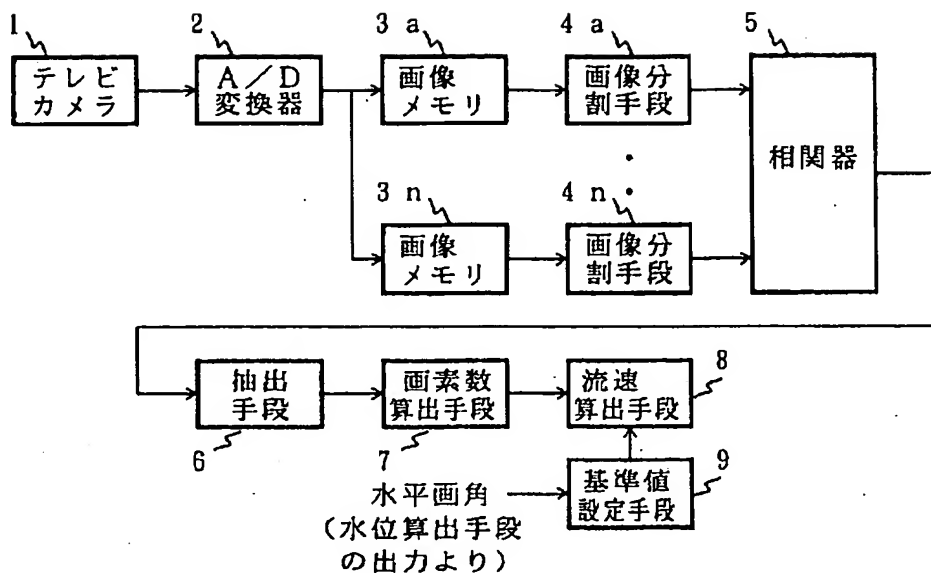 1
2
3 a
4 a
5
テレビ
カメラ
A／D
変換器
画像
メモリ
画像分
割手段
相関器
3 n
4 n
画像
メモリ
画像分
割手段
抽出
手段
画素数
算出手段
流速
算出手段
8
6
7
9
基準値
設定手段
水平画角
（水位算出手段
の出力より）